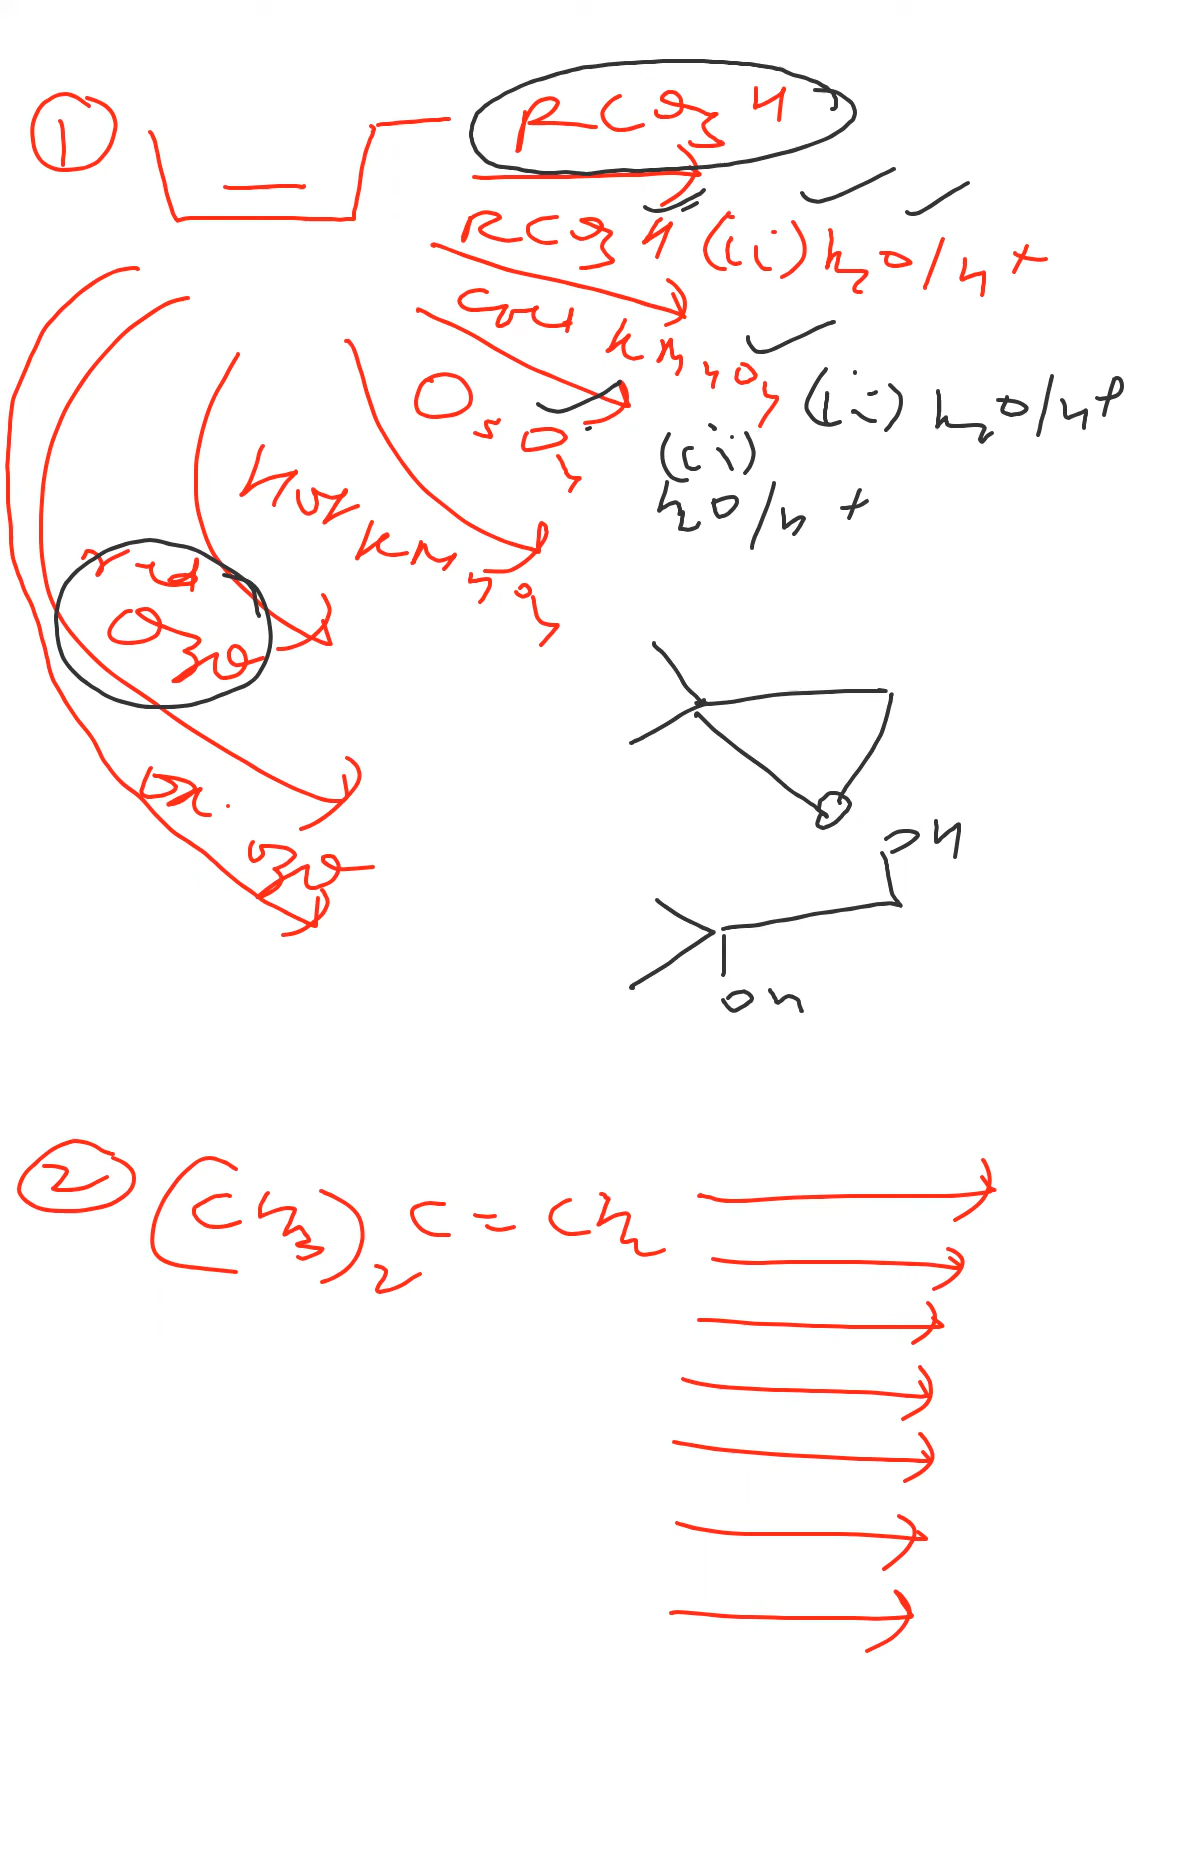 1
RCO3H
RCO3H (ii) H2O/H+
cold KMnO4 (ii) H2O/H+
OsO4 (ii) H2O/H+
hot KMnO4
red
O3
OX.
O3
OH
OH
2 (CH3)2 C = CH2